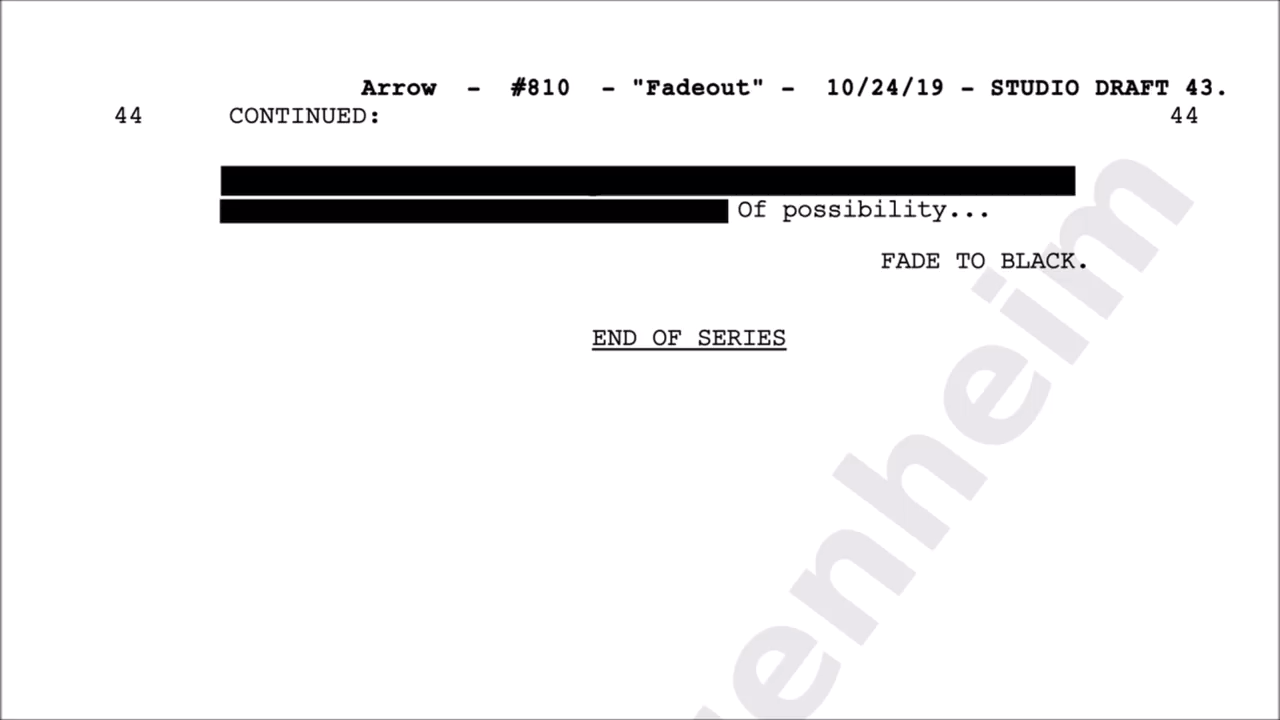 Arrow - #810 - "Fadeout" - 10/24/19 - STUDIO DRAFT 43.
44 CONTINUED: 44
Of possibility...
FADE TO BLACK.
END OF SERIES
enheim